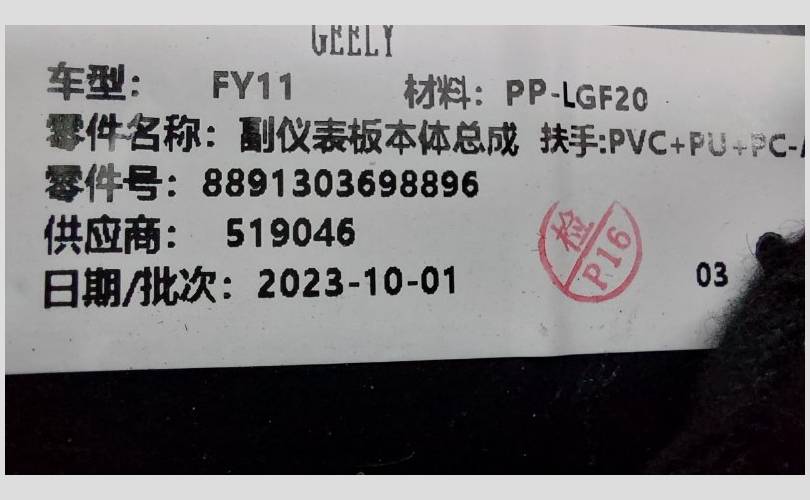 GEELY
车型： FY11 材料：PP-LGF20
零件名称：副仪表板本体总成 扶手:PVC+PU+PC-
零件号：8891303698896
供应商： 519046
日期/批次：2023-10-01
检
P16
03